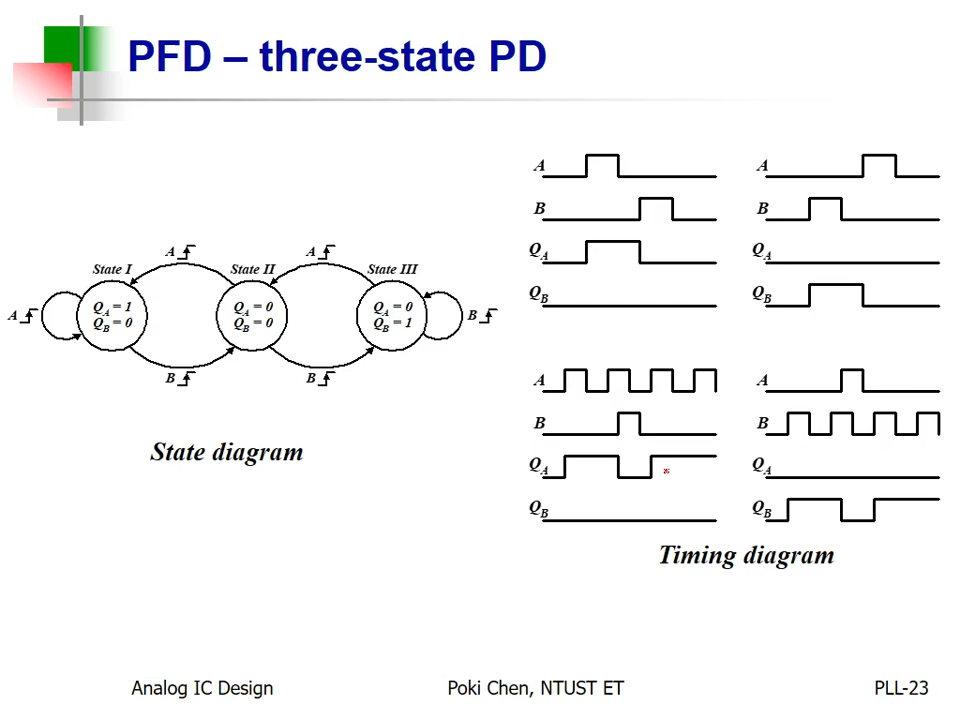 PFD – three-state PD
A
A
State I
State II
State III
A
Q_A = 1
Q_B = 0
Q_A = 0
Q_B = 0
Q_A = 0
Q_B = 1
B
B
B
State diagram
A
B
Q_A
Q_B
A
B
Q_A
Q_B
A
B
Q_A
Q_B
A
B
Q_A
Q_B
Timing diagram
Analog IC Design
Poki Chen, NTUST ET
PLL-23